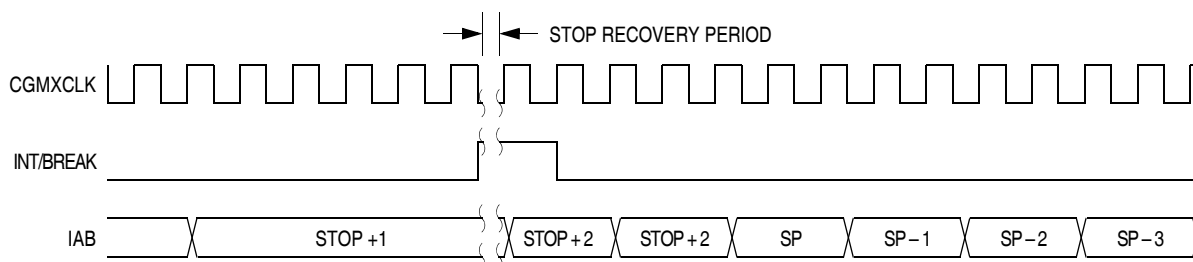 STOP RECOVERY PERIOD
CGMXCLK
INT/BREAK
IAB STOP +1 STOP + 2 STOP + 2 SP SP – 1 SP – 2 SP – 3